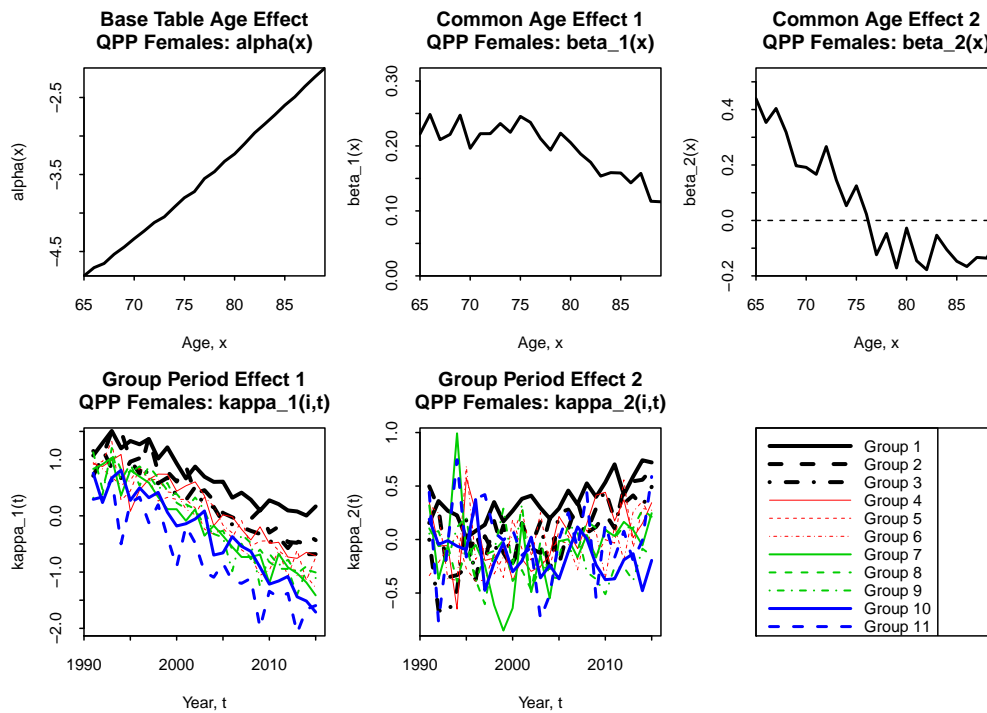 Base Table Age Effect
QPP Females: alpha(x)
alpha(x)
−2.5
−3.5
−4.5
65 70 75 80 85
Age, x
Common Age Effect 1
QPP Females: beta_1(x)
beta_1(x)
0.30
0.20
0.10
0.00
65 70 75 80 85
Age, x
Common Age Effect 2
QPP Females: beta_2(x)
beta_2(x)
0.4
0.2
0.0
−0.2
65 70 75 80 85
Age, x
Group Period Effect 1
QPP Females: kappa_1(i,t)
kappa_1(t)
1.0
0.0
−1.0
−2.0
1990 2000 2010
Year, t
Group Period Effect 2
QPP Females: kappa_2(i,t)
kappa_2(t)
1.0
0.5
0.0
−0.5
1990 2000 2010
Year, t
Group 1
Group 2
Group 3
Group 4
Group 5
Group 6
Group 7
Group 8
Group 9
Group 10
Group 11